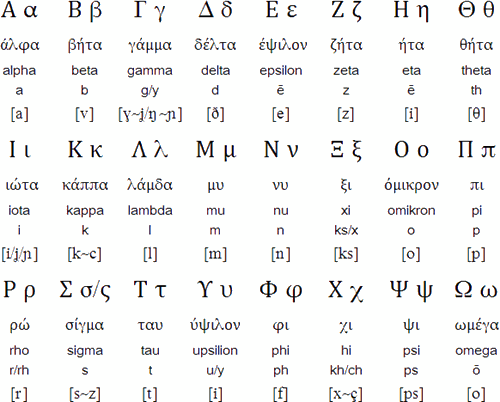 Α α Β β Γ γ Δ δ Ε ε Ζ ζ Η η Θ θ
άλφα βήτα γάμμα δέλτα έψιλον ζήτα ήτα θήτα
alpha beta gamma delta epsilon zeta eta theta
a b g/y d ē z ē th
[a] [v] [ɣ~ʝ/ŋ~ɲ] [ð] [e] [z] [i] [θ]
Ι ι Κ κ Λ λ Μ μ Ν ν Ξ ξ Ο ο Π π
ιώτα κάππα λάμδα μυ νυ ξι όμικρον πι
iota kappa lambda mu nu xi omikron pi
i k l m n ks/x o p
[i/ʝ/ɲ] [k~c] [l] [m] [n] [ks] [o] [p]
Ρ ρ Σ σ/ς Τ τ Υ υ Φ φ Χ χ Ψ ψ Ω ω
ρώ σίγμα ταυ ύψιλον φι χι ψι ωμέγα
rho sigma tau upsilion phi hi psi omega
r/rh s t u/y ph kh/ch ps ō
[r] [s~z] [t] [i] [f] [x~ç] [ps] [o]